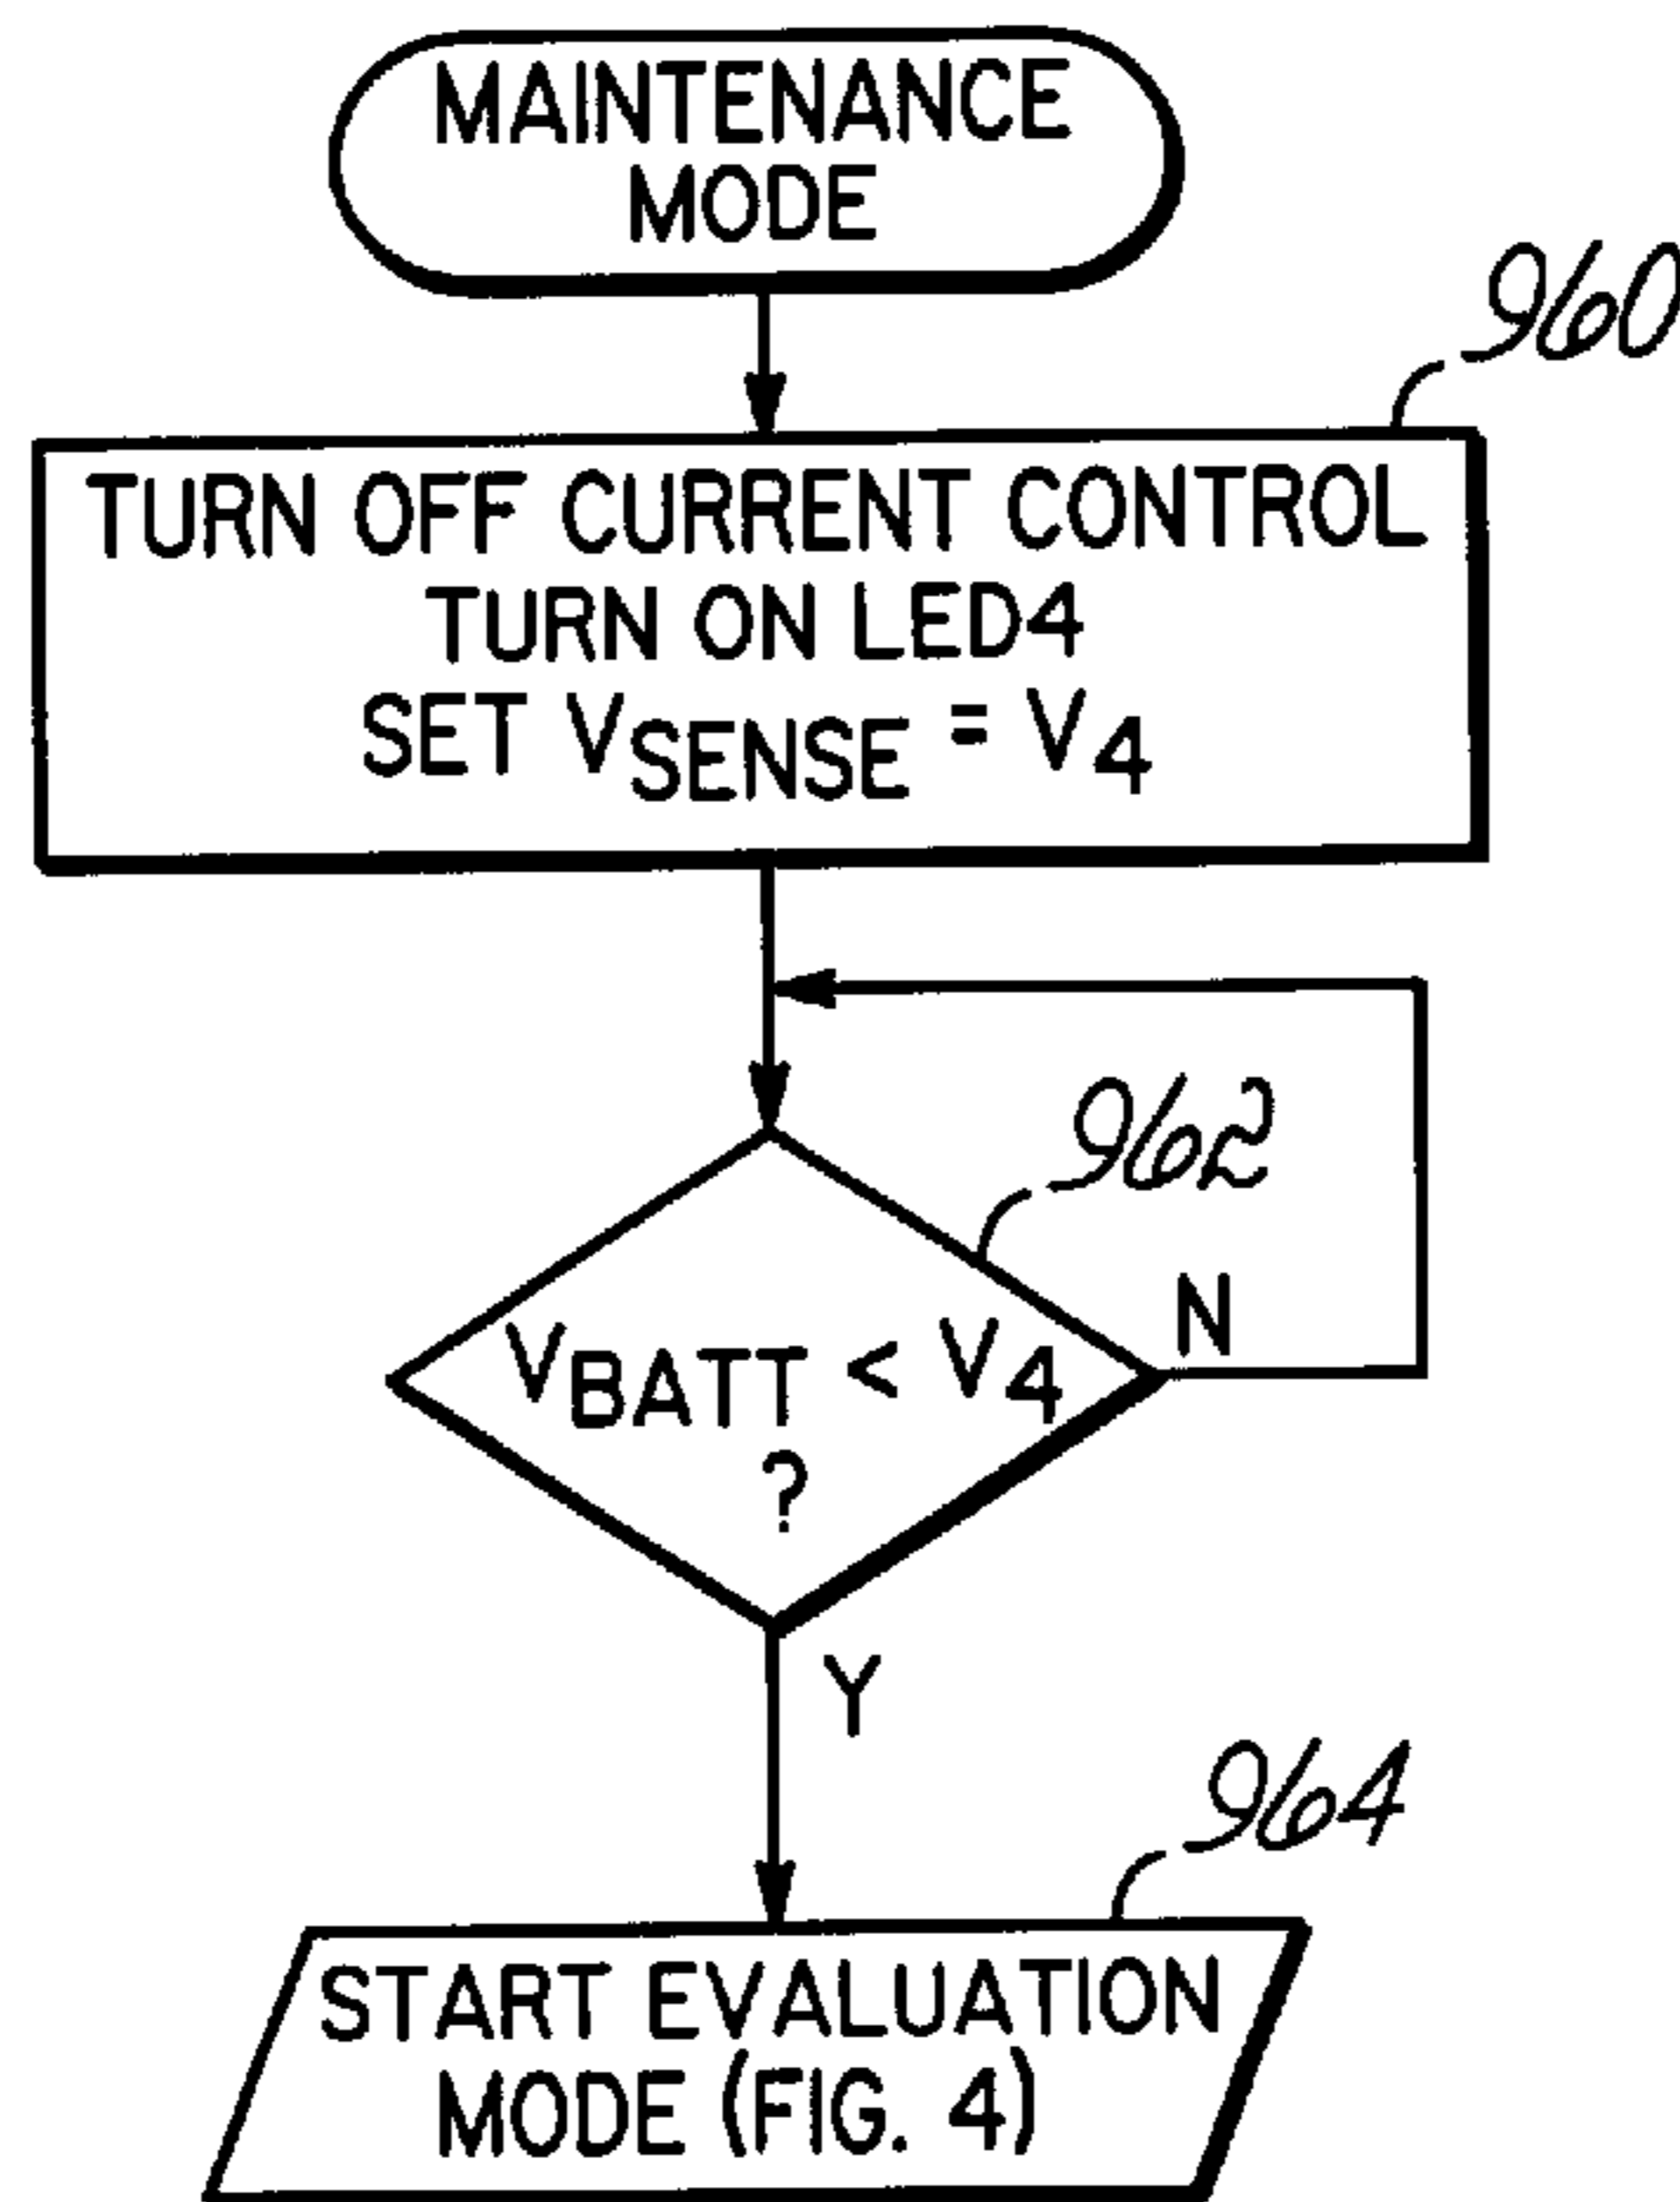 MAINTENANCE
MODE
960
TURN OFF CURRENT CONTROL
TURN ON LED4
SET VSENSE = V4
962
VBATT < V4
?
N
Y
964
START EVALUATION
MODE (FIG. 4)